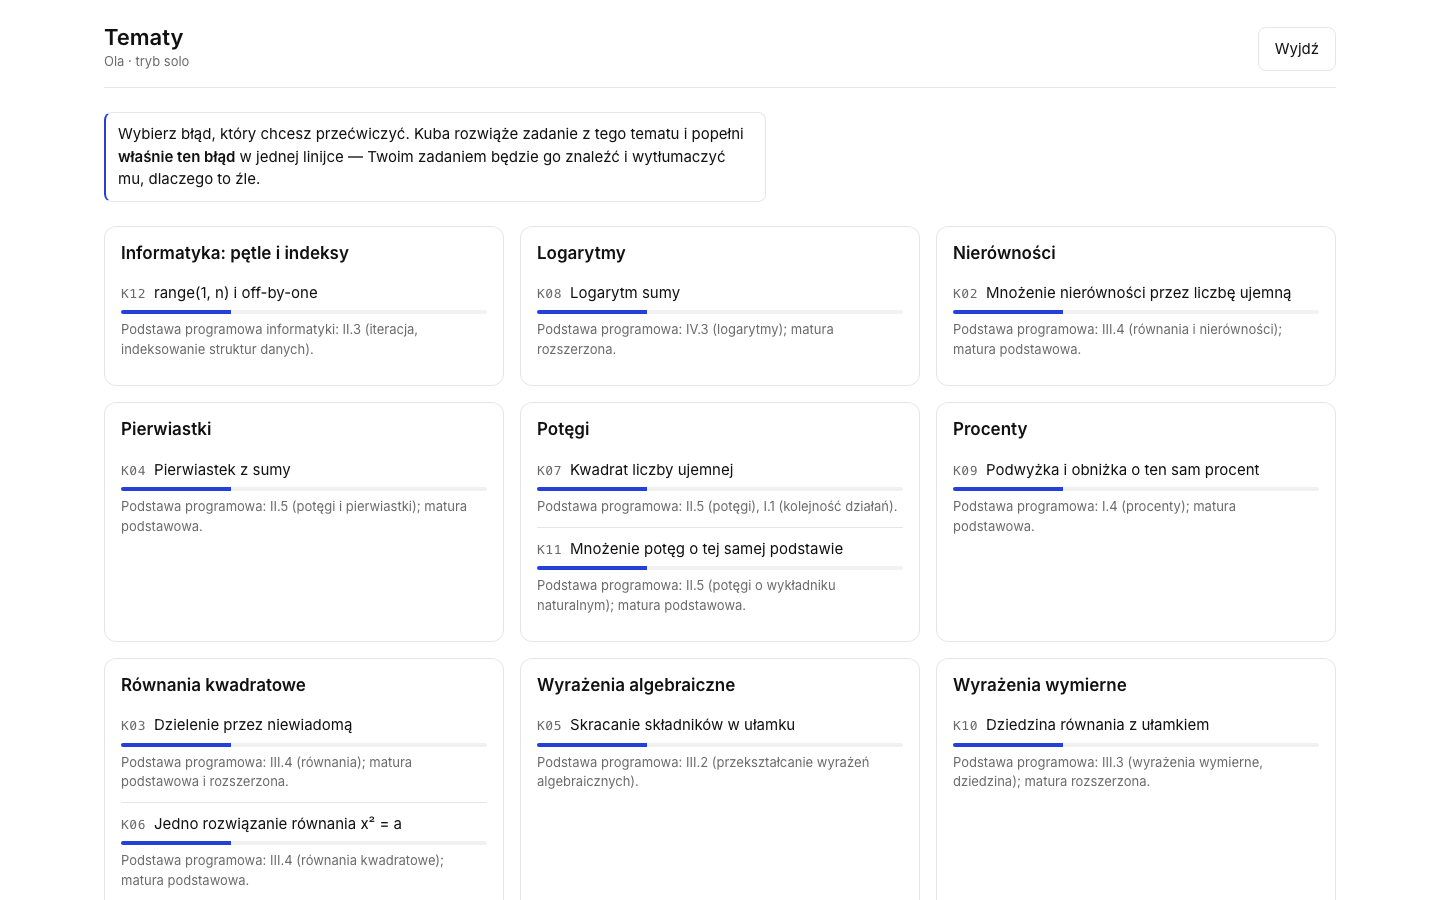 Tematy
Ola · tryb solo
Wyjdź
Wybierz błąd, który chcesz przećwiczyć. Kuba rozwiąże zadanie z tego tematu i popełni
właśnie ten błąd w jednej linijce — Twoim zadaniem będzie go znaleźć i wytłumaczyć
mu, dlaczego to źle.
Informatyka: pętle i indeksy
K12 range(1, n) i off-by-one
Podstawa programowa informatyki: II.3 (iteracja,
indeksowanie struktur danych).
Logarytmy
K08 Logarytm sumy
Podstawa programowa: IV.3 (logarytmy); matura
rozszerzona.
Nierówności
K02 Mnożenie nierówności przez liczbę ujemną
Podstawa programowa: III.4 (równania i nierówności);
matura podstawowa.
Pierwiastki
K04 Pierwiastek z sumy
Podstawa programowa: II.5 (potęgi i pierwiastki); matura
podstawowa.
Potęgi
K07 Kwadrat liczby ujemnej
Podstawa programowa: II.5 (potęgi), I.1 (kolejność działań).
K11 Mnożenie potęg o tej samej podstawie
Podstawa programowa: II.5 (potęgi o wykładniku
naturalnym); matura podstawowa.
Procenty
K09 Podwyżka i obniżka o ten sam procent
Podstawa programowa: I.4 (procenty); matura
podstawowa.
Równania kwadratowe
K03 Dzielenie przez niewiadomą
Podstawa programowa: III.4 (równania); matura
podstawowa i rozszerzona.
K06 Jedno rozwiązanie równania x² = a
Podstawa programowa: III.4 (równania kwadratowe);
matura podstawowa.
Wyrażenia algebraiczne
K05 Skracanie składników w ułamku
Podstawa programowa: III.2 (przekształcanie wyrażeń
algebraicznych).
Wyrażenia wymierne
K10 Dziedzina równania z ułamkiem
Podstawa programowa: III.3 (wyrażenia wymierne,
dziedzina); matura rozszerzona.